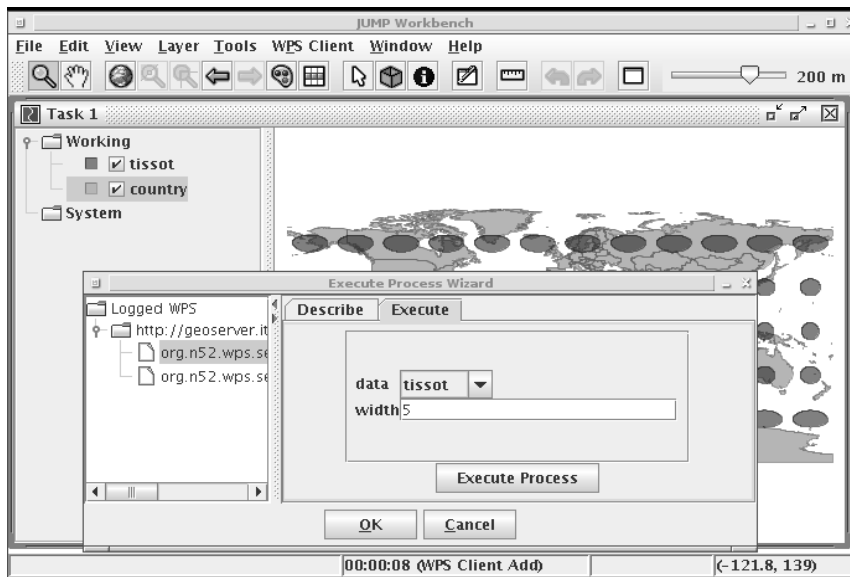 JUMP Workbench
File Edit View Layer Tools WPS Client Window Help
200 m
Task 1
Working
tissot
country
System
Execute Process Wizard
Logged WPS
http://geoserver.it
org.n52.wps.se
org.n52.wps.se
Describe Execute
data tissot
width 5
Execute Process
OK Cancel
00:00:08 (WPS Client Add) (-121.8, 139)